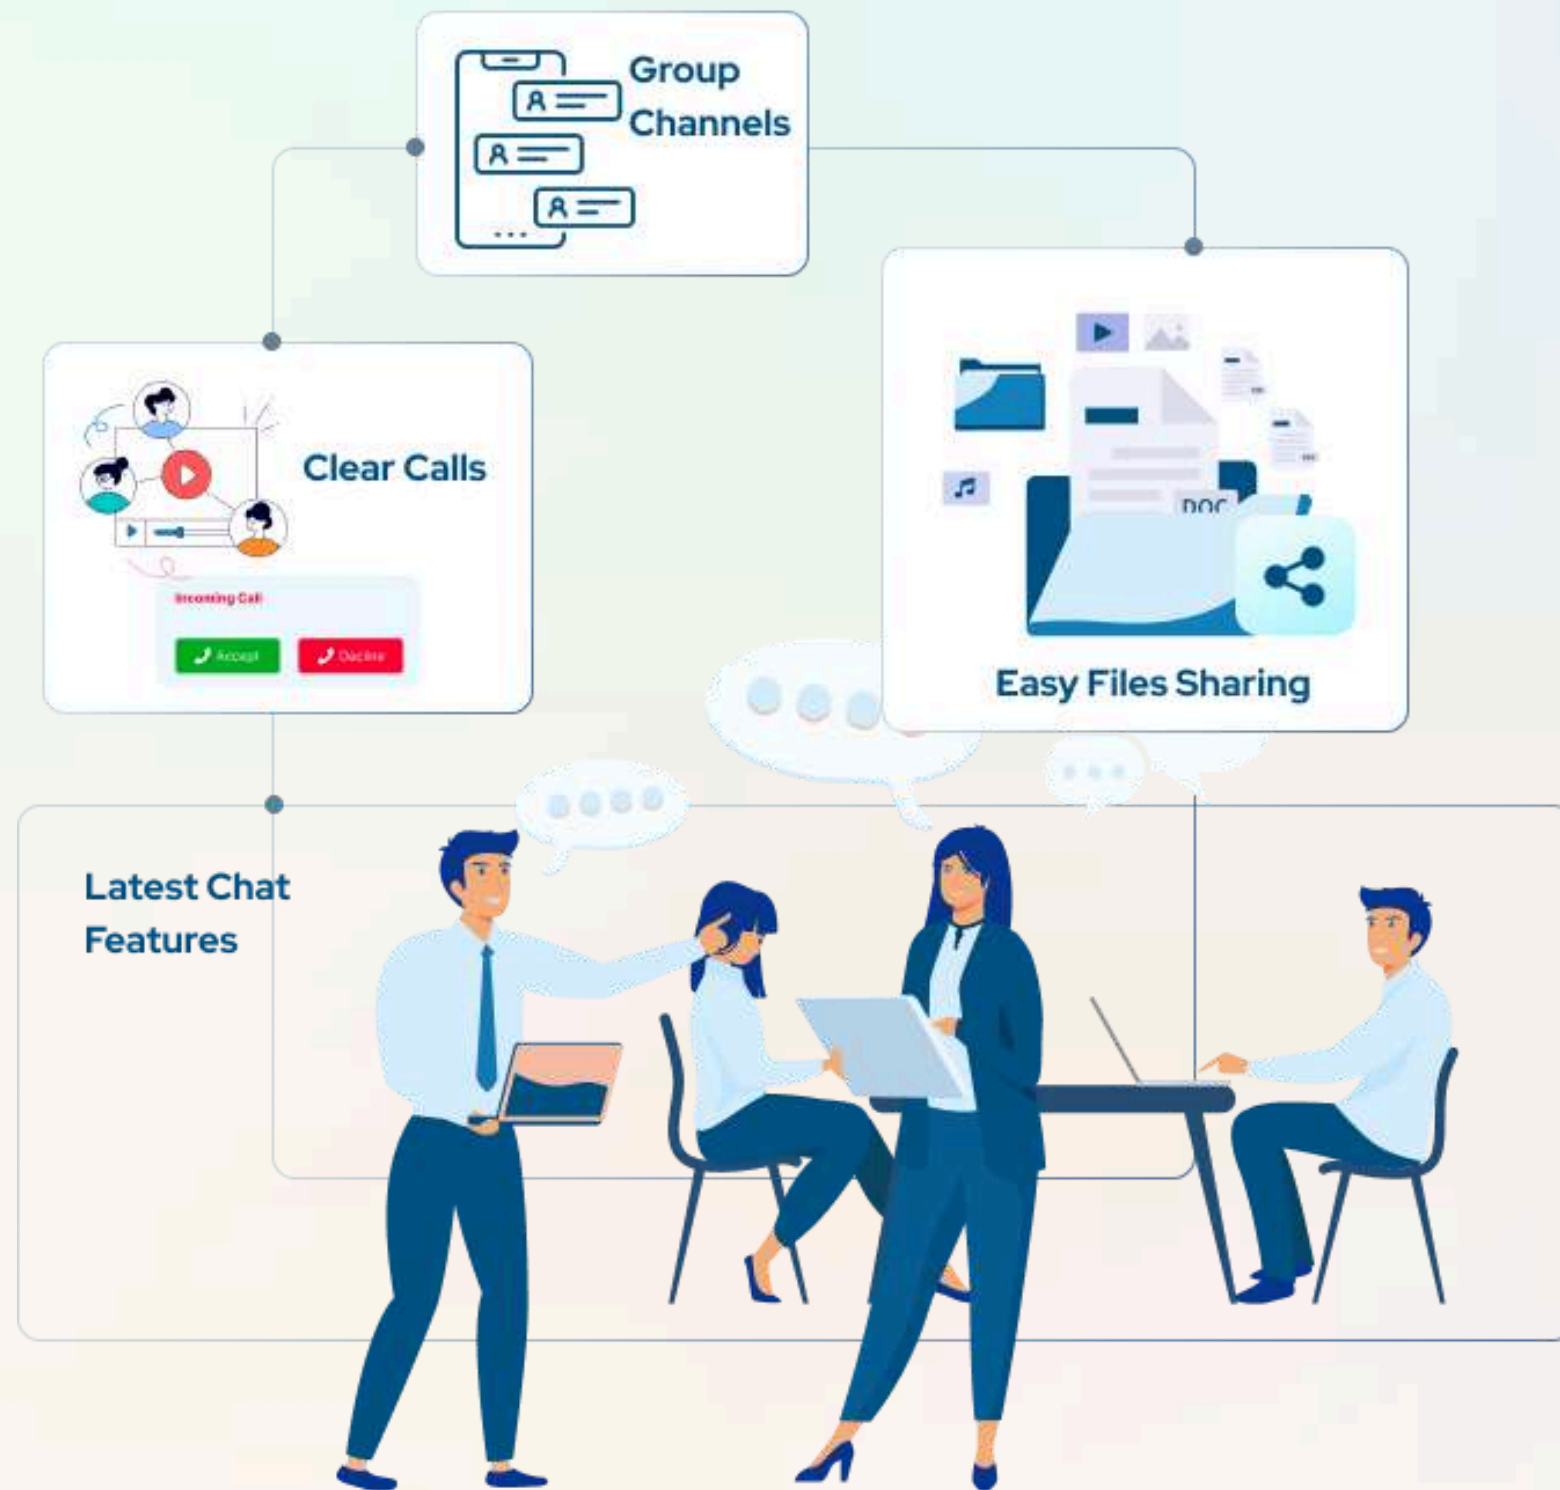 Group
Channels
Clear Calls
Incoming Call
Accept
Decline
DOC
Easy Files Sharing
Latest Chat
Features